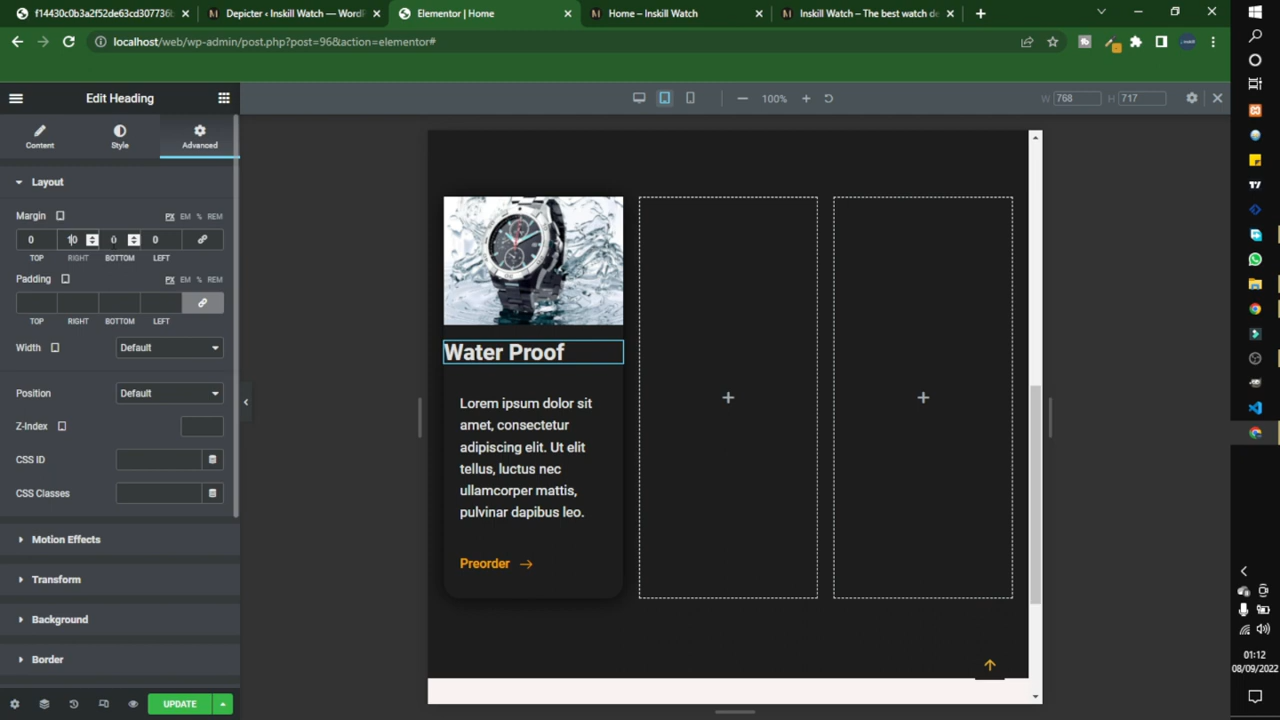 f14430c0b3a2f52de63cd307736b
Depicter ‹ Inskill Watch — WordP
Elementor | Home
Home – Inskill Watch
Inskill Watch – The best watch de
localhost/web/wp-admin/post.php?post=96&action=elementor#
Edit Heading
100%
W 768
H 717
Content
Style
Advanced
Layout
Margin
PX EM % REM
0 10 0 0
TOP RIGHT BOTTOM LEFT
Padding
PX EM % REM
TOP RIGHT BOTTOM LEFT
Width
Default
Position
Default
Z-Index
CSS ID
CSS Classes
Motion Effects
Transform
Background
Border
UPDATE
Water Proof
Lorem ipsum dolor sit
amet, consectetur
adipiscing elit. Ut elit
tellus, luctus nec
ullamcorper mattis,
pulvinar dapibus leo.
Preorder
01:12
08/09/2022